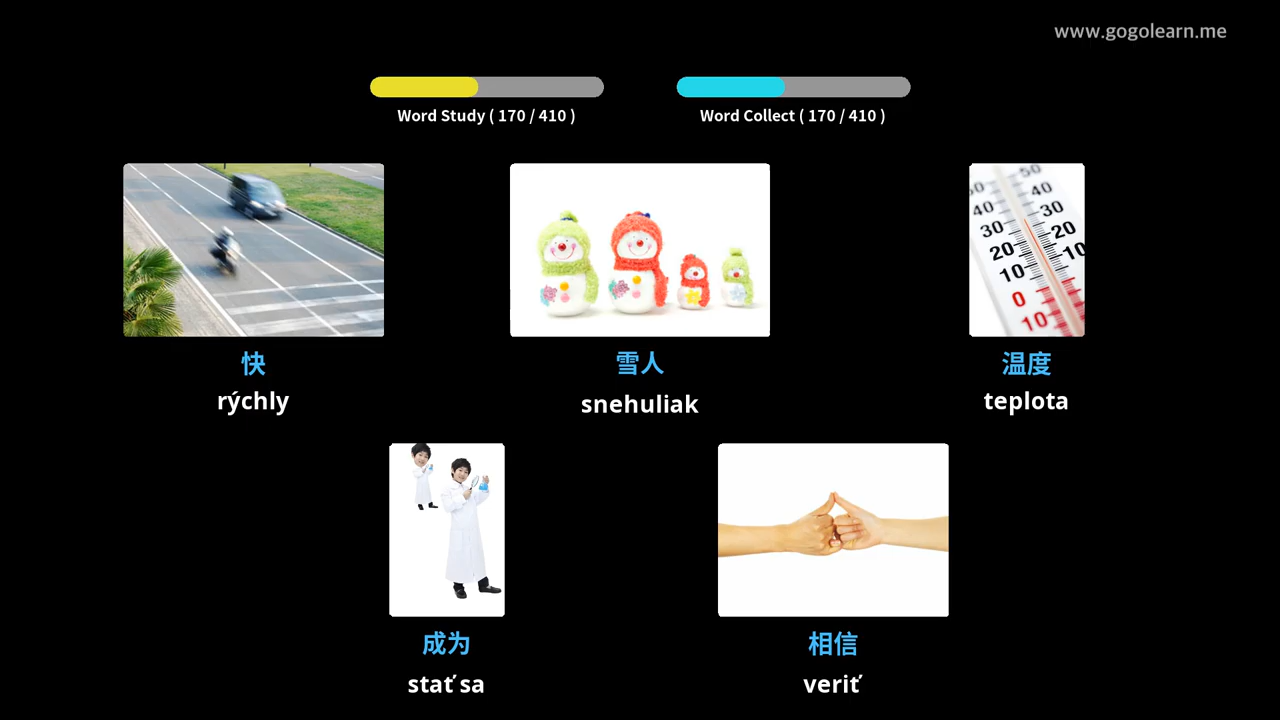 www.gogolearn.me
Word Study ( 170 / 410 )
Word Collect ( 170 / 410 )
快
rýchly
雪人
snehuliak
温度
teplota
成为
stať sa
相信
veriť